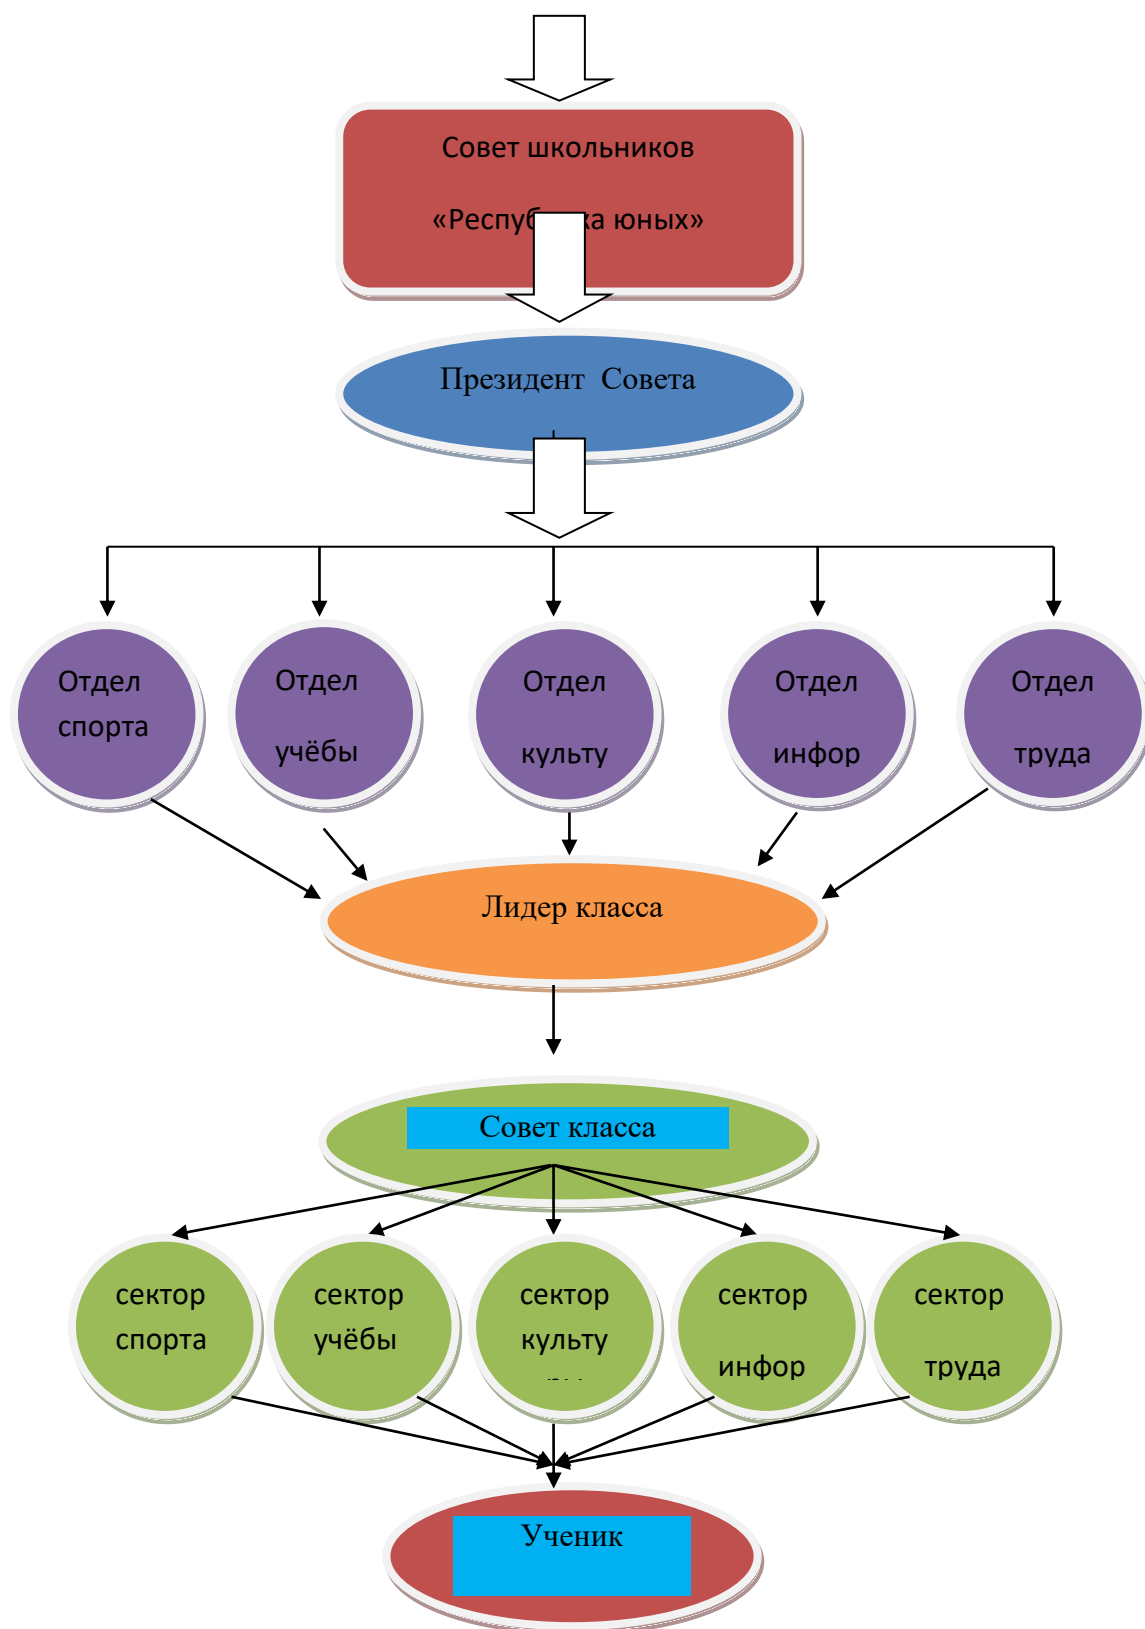 Совет школьников
юных»
Президент Совета
Отдел
спорта
Отдел
учёбы
Отдел
культу
Отдел
инфор
Отдел
труда
Лидер класса
Совет класса
сектор
спорта
сектор
учёбы
сектор
культу
сектор
инфор
сектор
труда
Ученик